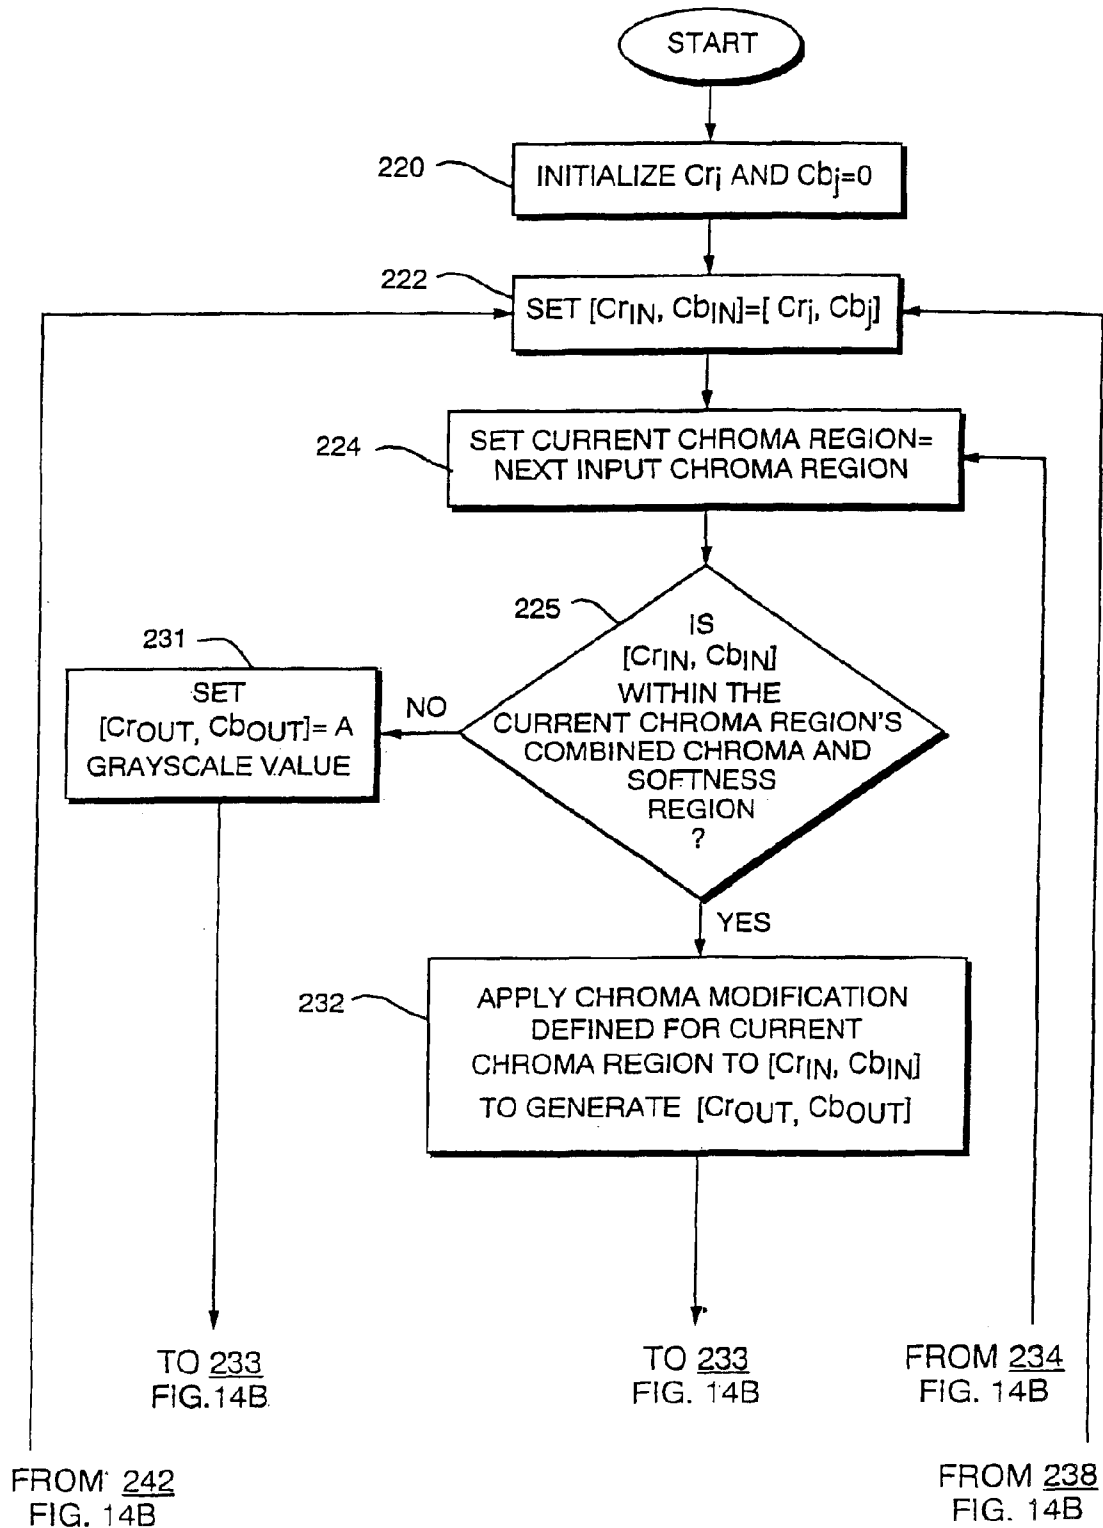 START
220
INITIALIZE Cri AND Cbj=0
222
SET [CrIN, CbIN]=[ Cri, Cbj]
224
SET CURRENT CHROMA REGION=
NEXT INPUT CHROMA REGION
225
IS
[CrIN, CbIN]
WITHIN THE
CURRENT CHROMA REGION'S
COMBINED CHROMA AND
SOFTNESS
REGION
?
NO
231
SET
[CrOUT, CbOUT]= A
GRAYSCALE VALUE
YES
232
APPLY CHROMA MODIFICATION
DEFINED FOR CURRENT
CHROMA REGION TO [CrIN, CbIN]
TO GENERATE [CrOUT, CbOUT]
TO 233
FIG.14B
TO 233
FIG. 14B
FROM 234
FIG. 14B
FROM 242
FIG. 14B
FROM 238
FIG. 14B